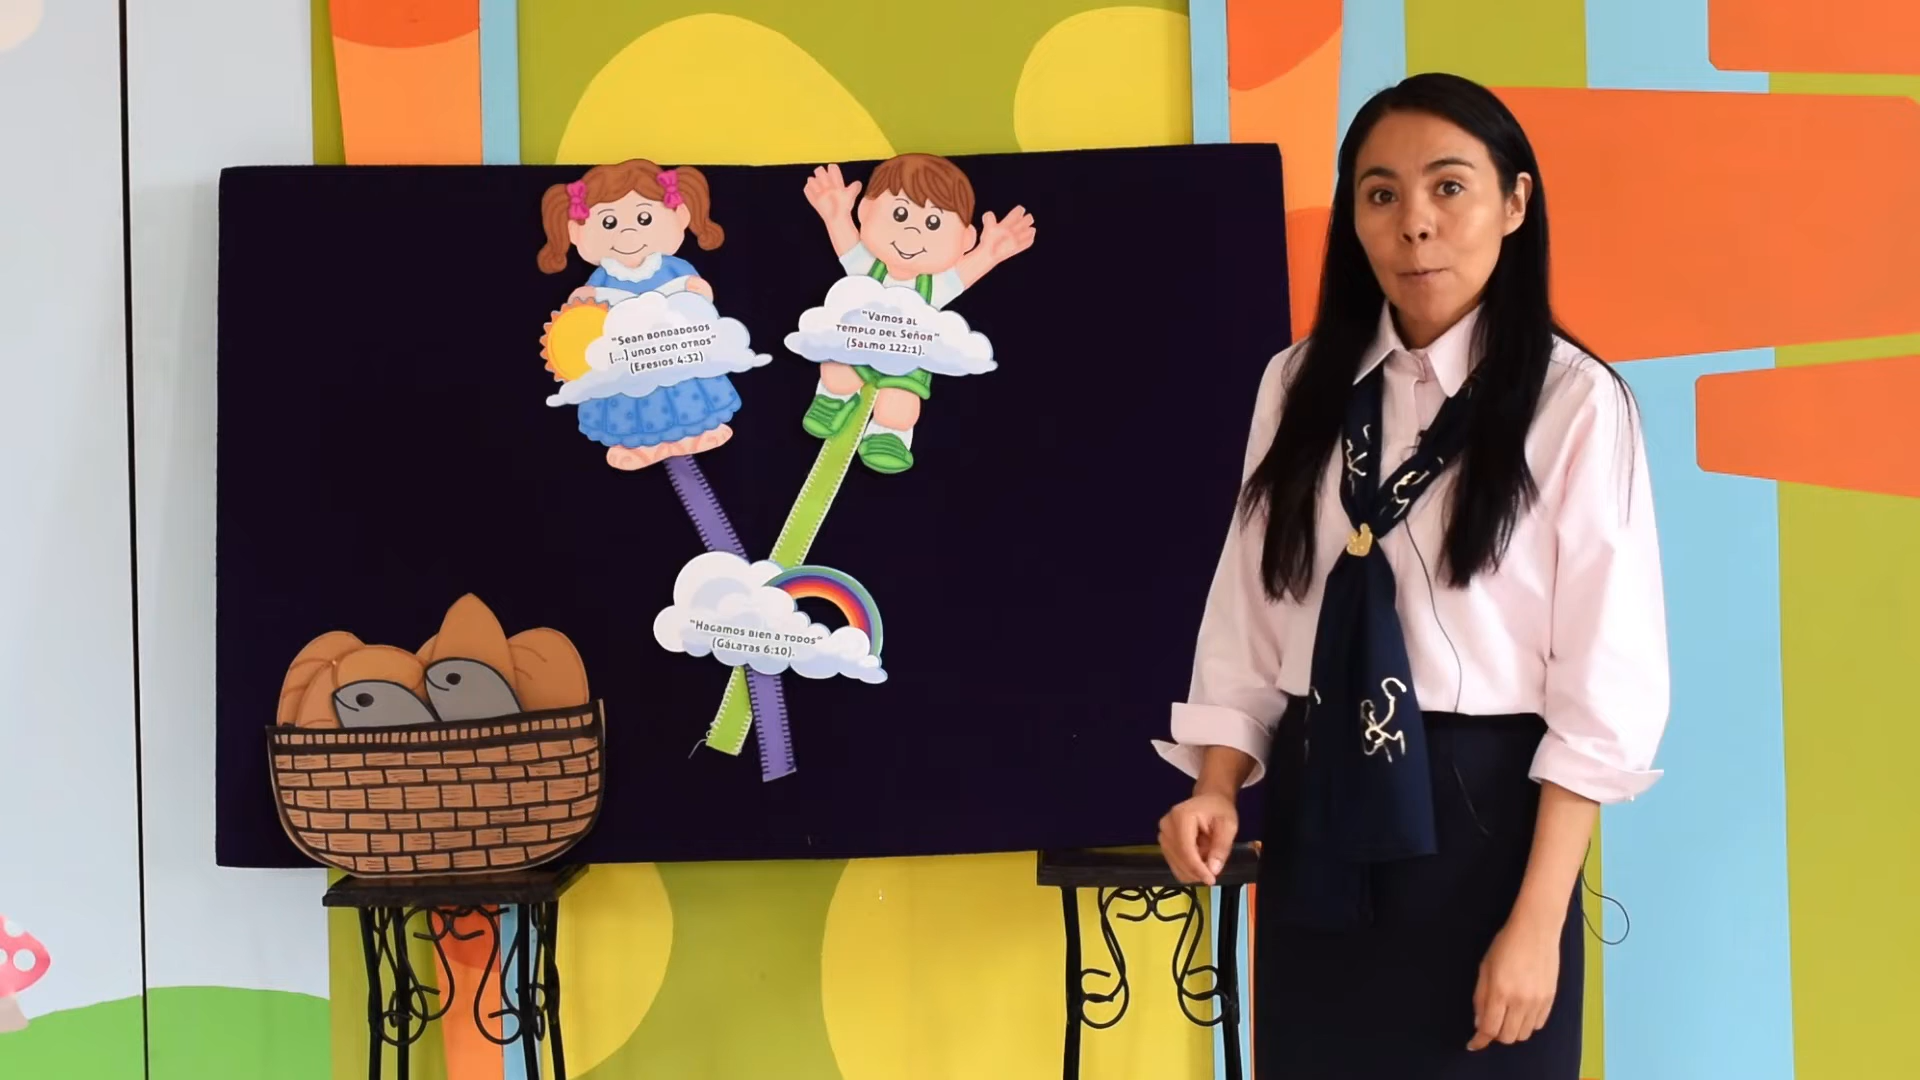 "Sean bondadosos
[...] unos con otros"
(Efesios 4:32)
"Vamos al
templo del Señor"
(Salmo 122:1).
"Hagamos bien a todos"
(Gálatas 6:10).